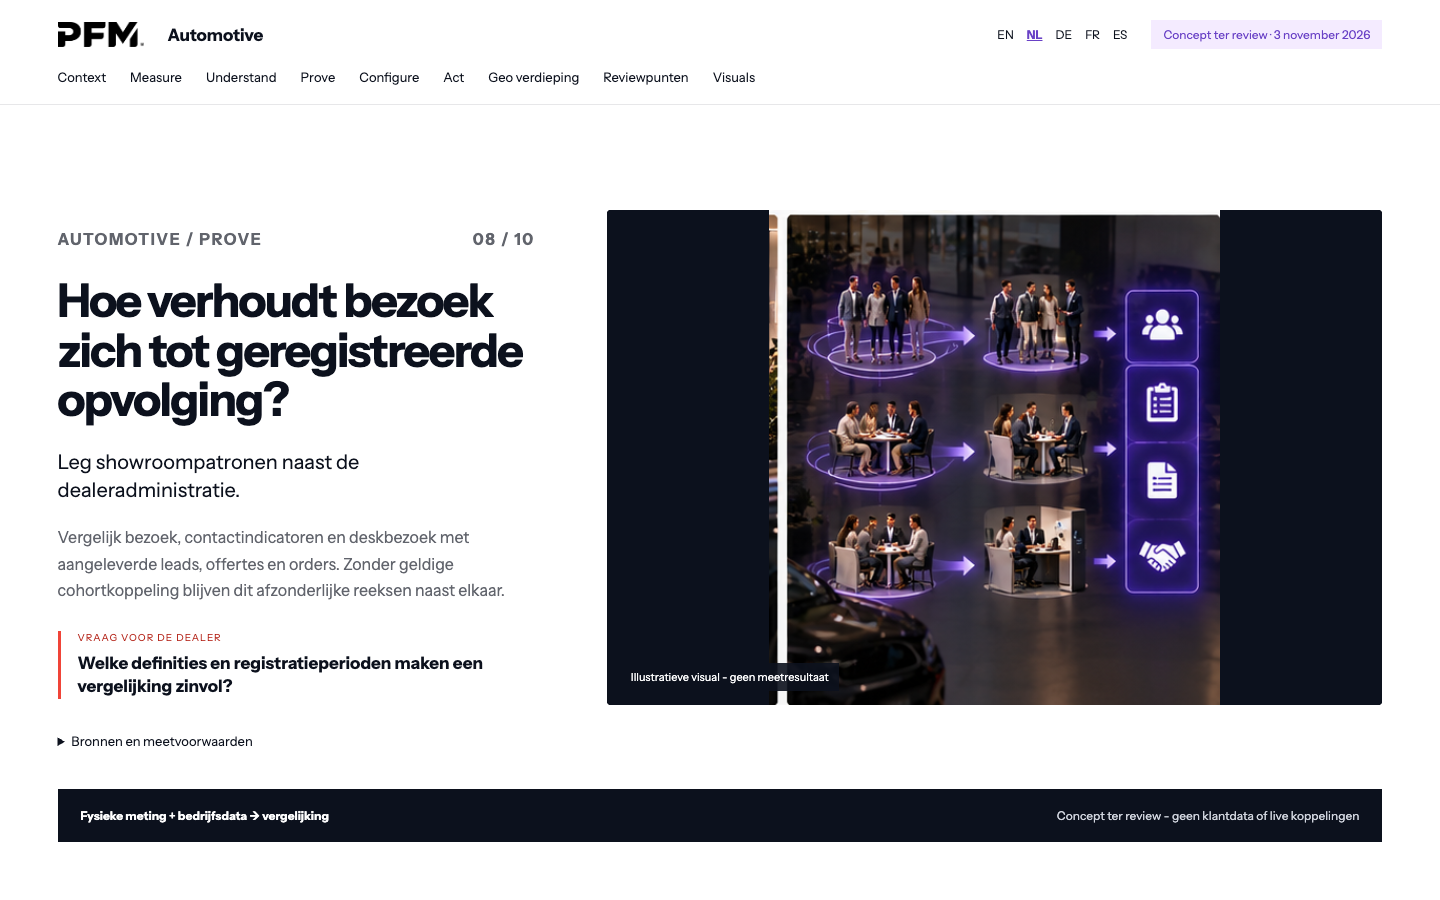 PFM. Automotive
EN NL DE FR ES
Concept ter review · 3 november 2026
Context Measure Understand Prove Configure Act Geo verdieping Reviewpunten Visuals
AUTOMOTIVE / PROVE 08 / 10
Hoe verhoudt bezoek
zich tot geregistreerde
opvolging?
Leg showroompatronen naast de
dealeradministratie.
Vergelijk bezoek, contactindicatoren en deskbezoek met
aangeleverde leads, offertes en orders. Zonder geldige
cohortkoppeling blijven dit afzonderlijke reeksen naast elkaar.
VRAAG VOOR DE DEALER
Welke definities en registratieperioden maken een
vergelijking zinvol?
Illustratieve visual - geen meetresultaat
Bronnen en meetvoorwaarden
Fysieke meting + bedrijfsdata → vergelijking
Concept ter review - geen klantdata of live koppelingen